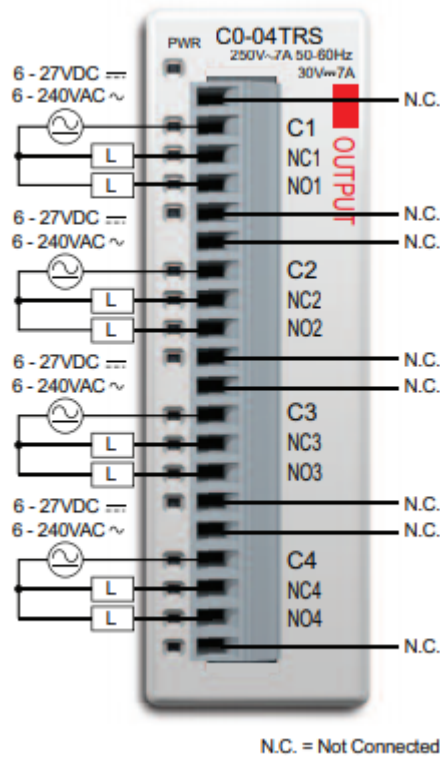 PWR C0-04TRS
250V~7A 50-60Hz
30V⎓7A
OUTPUT
6 - 27VDC ⎓
6 - 240VAC ~
N.C.
C1
L NC1
L NO1
N.C.
6 - 27VDC ⎓
6 - 240VAC ~
N.C.
C2
L NC2
L NO2
N.C.
6 - 27VDC ⎓
6 - 240VAC ~
N.C.
C3
L NC3
L NO3
N.C.
6 - 27VDC ⎓
6 - 240VAC ~
N.C.
C4
L NC4
L NO4
N.C.
N.C. = Not Connected